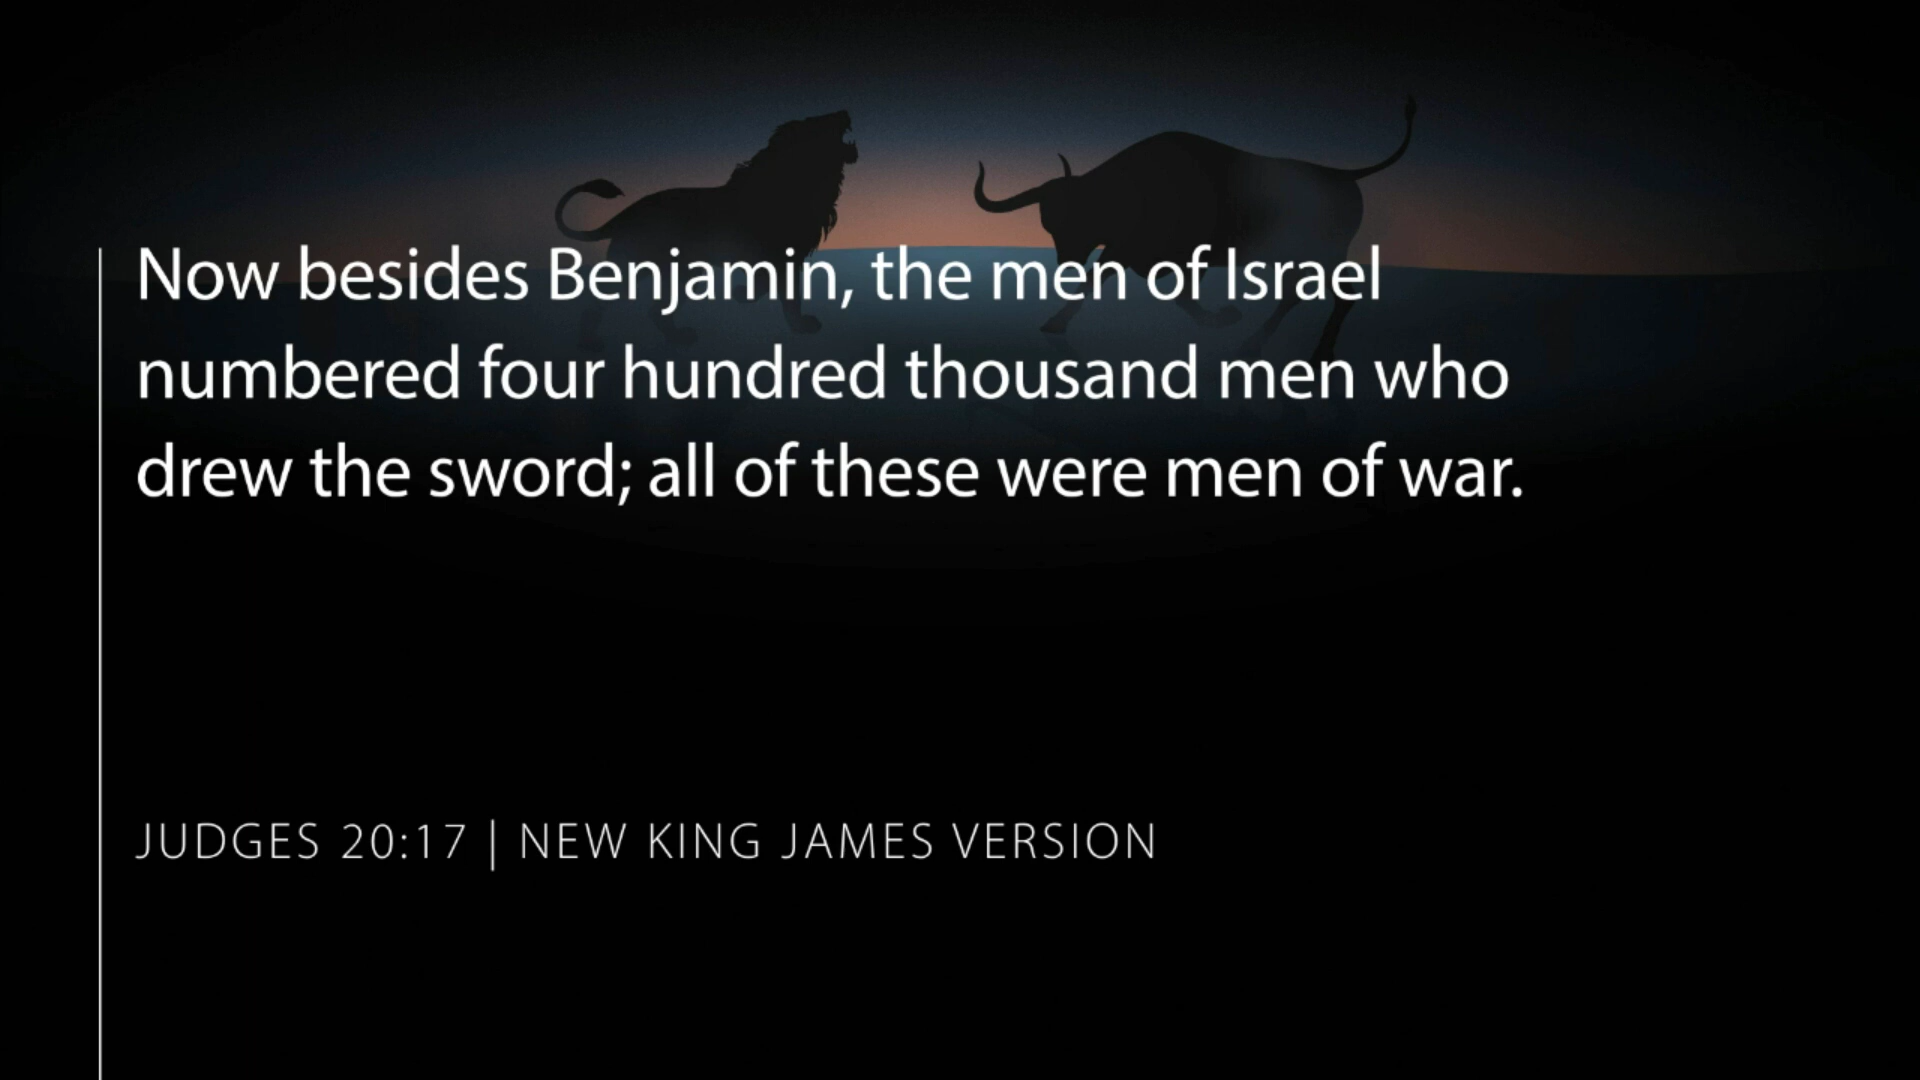 Now besides Benjamin, the men of Israel
numbered four hundred thousand men who
drew the sword; all of these were men of war.
JUDGES 20:17 | NEW KING JAMES VERSION